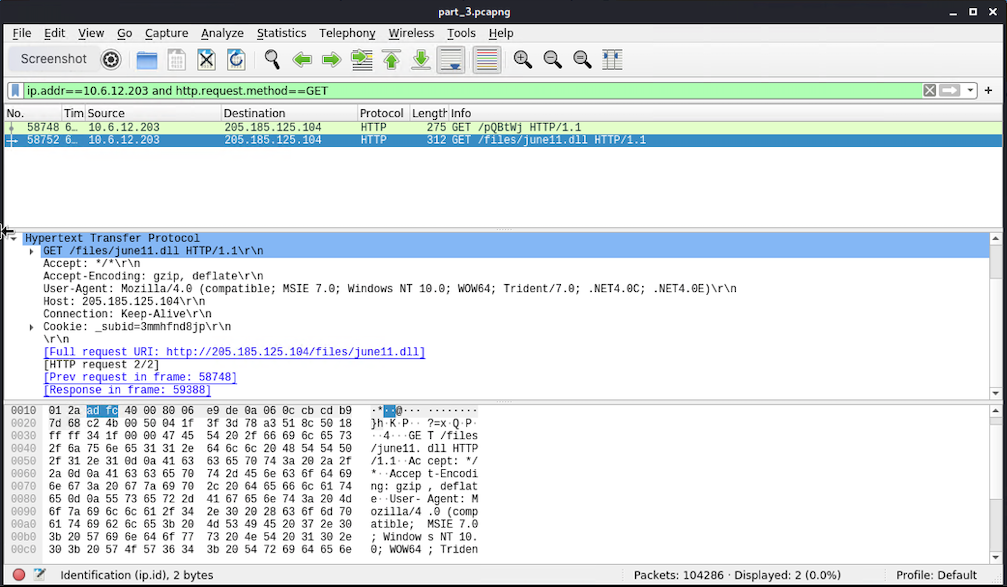 part_3.pcapng
File Edit View Go Capture Analyze Statistics Telephony Wireless Tools Help
Screenshot
ip.addr==10.6.12.203 and http.request.method==GET
No. Tim Source Destination Protocol Length Info
58748 6… 10.6.12.203 205.185.125.104 HTTP 275 GET /pQBtWj HTTP/1.1
58752 6… 10.6.12.203 205.185.125.104 HTTP 312 GET /files/june11.dll HTTP/1.1
Hypertext Transfer Protocol
GET /files/june11.dll HTTP/1.1\r\n
Accept: */*\r\n
Accept-Encoding: gzip, deflate\r\n
User-Agent: Mozilla/4.0 (compatible; MSIE 7.0; Windows NT 10.0; WOW64; Trident/7.0; .NET4.0C; .NET4.0E)\r\n
Host: 205.185.125.104\r\n
Connection: Keep-Alive\r\n
Cookie: _subid=3mmhfnd8jp\r\n
\r\n
[Full request URI: http://205.185.125.104/files/june11.dll]
[HTTP request 2/2]
[Prev request in frame: 58748]
[Response in frame: 59388]
0010 01 2a ad fc 40 00 80 06 e9 de 0a 06 0c cb cd b9 ·*··@··· ········
0020 7d 68 c2 4b 00 50 04 1f 3f 3d 78 a3 51 8c 50 18 }h·K·P·· ?=x·Q·P·
0030 ff ff 34 1f 00 00 47 45 54 20 2f 66 69 6c 65 73 ··4···GE T /files
0040 2f 6a 75 6e 65 31 31 2e 64 6c 6c 20 48 54 54 50 /june11. dll HTTP
0050 2f 31 2e 31 0d 0a 41 63 63 65 70 74 3a 20 2a 2f /1.1··Ac cept: */
0060 2a 0d 0a 41 63 63 65 70 74 2d 45 6e 63 6f 64 69 *··Accep t-Encodi
0070 6e 67 3a 20 67 7a 69 70 2c 20 64 65 66 6c 61 74 ng: gzip , deflat
0080 65 0d 0a 55 73 65 72 2d 41 67 65 6e 74 3a 20 4d e··User- Agent: M
0090 6f 7a 69 6c 6c 61 2f 34 2e 30 20 28 63 6f 6d 70 ozilla/4 .0 (comp
00a0 61 74 69 62 6c 65 3b 20 4d 53 49 45 20 37 2e 30 atible; MSIE 7.0
00b0 3b 20 57 69 6e 64 6f 77 73 20 4e 54 20 31 30 2e ; Window s NT 10.
00c0 30 3b 20 57 4f 57 36 34 3b 20 54 72 69 64 65 6e 0; WOW64 ; Triden
Identification (ip.id), 2 bytes Packets: 104286 · Displayed: 2 (0.0%) Profile: Default